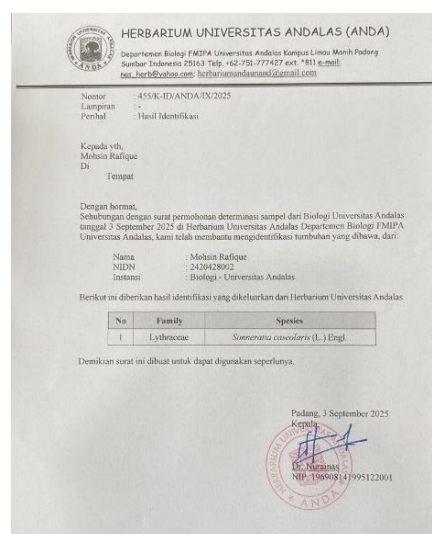 HERBARIUM UNIVERSITAS ANDALAS (ANDA)
Departemen Biologi FMIPA Universitas Andalas Kampus Limau Manih Padang
Sumbar Indonesia 25163 Telp. +62-751-777427 ext. *811 e-mail:
nas_herb@yahoo.com; herbariumandaunand@gmail.com
Nomor : 455/K-ID/ANDA/IX/2025
Lampiran : -
Perihal : Hasil Identifikasi
Kepada yth,
Mohsin Rafique
Di
Tempat
Dengan hormat,
Sehubungan dengan surat permohonan determinasi sampel dari Biologi Universitas Andalas
tanggal 3 September 2025 di Herbarium Universitas Andalas Departemen Biologi FMIPA
Universitas Andalas, kami telah membantu mengidentifikasi tumbuhan yang dibawa, dari:
Nama : Mohsin Rafique
NIDN : 2420428002
Instansi : Biologi - Universitas Andalas
Berikut ini diberikan hasil identifikasi yang dikeluarkan dari Herbarium Universitas Andalas.
No Family Spesies
1 Lythraceae Sonneratia caseolaris (L.) Engl.
Demikian surat ini dibuat untuk dapat digunakan seperlunya.
Padang, 3 September 2025
Kepala,
Dr. Nurainas
NIP. 196908141995122001
HERBARIUM UNIVERSITAS ANDALAS
ANDA